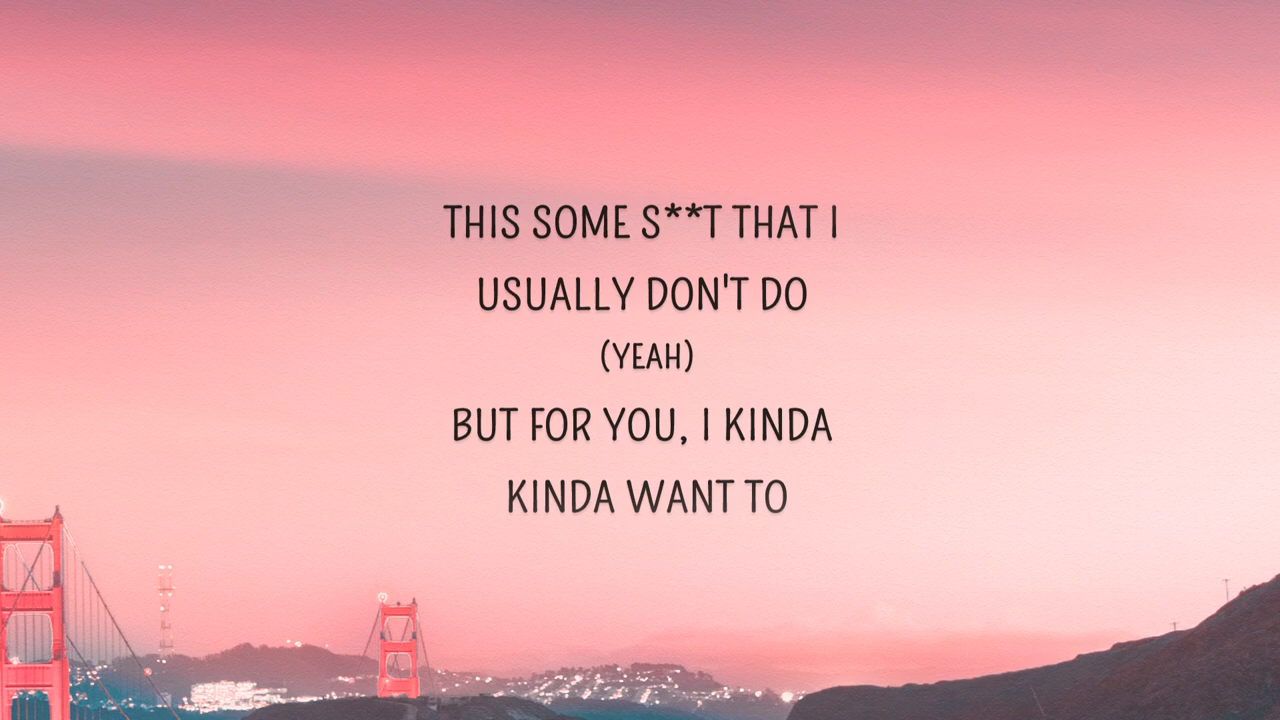 THIS SOME S**T THAT I
USUALLY DON'T DO
(YEAH)
BUT FOR YOU, I KINDA
KINDA WANT TO